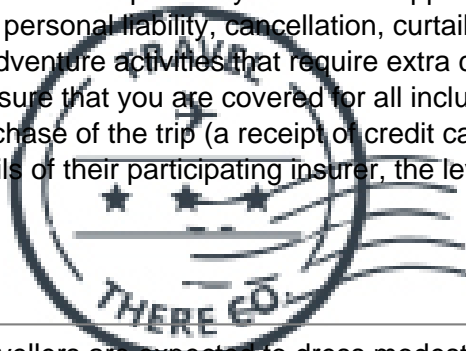 personal liability, cancellation, curtail
dventure activities that require extra c
sure that you are covered for all inclu
chase of the trip (a receipt of credit ca
ils of their participating insurer, the le
TRAVEL
THERE CO.
vellers are expected to dress modest